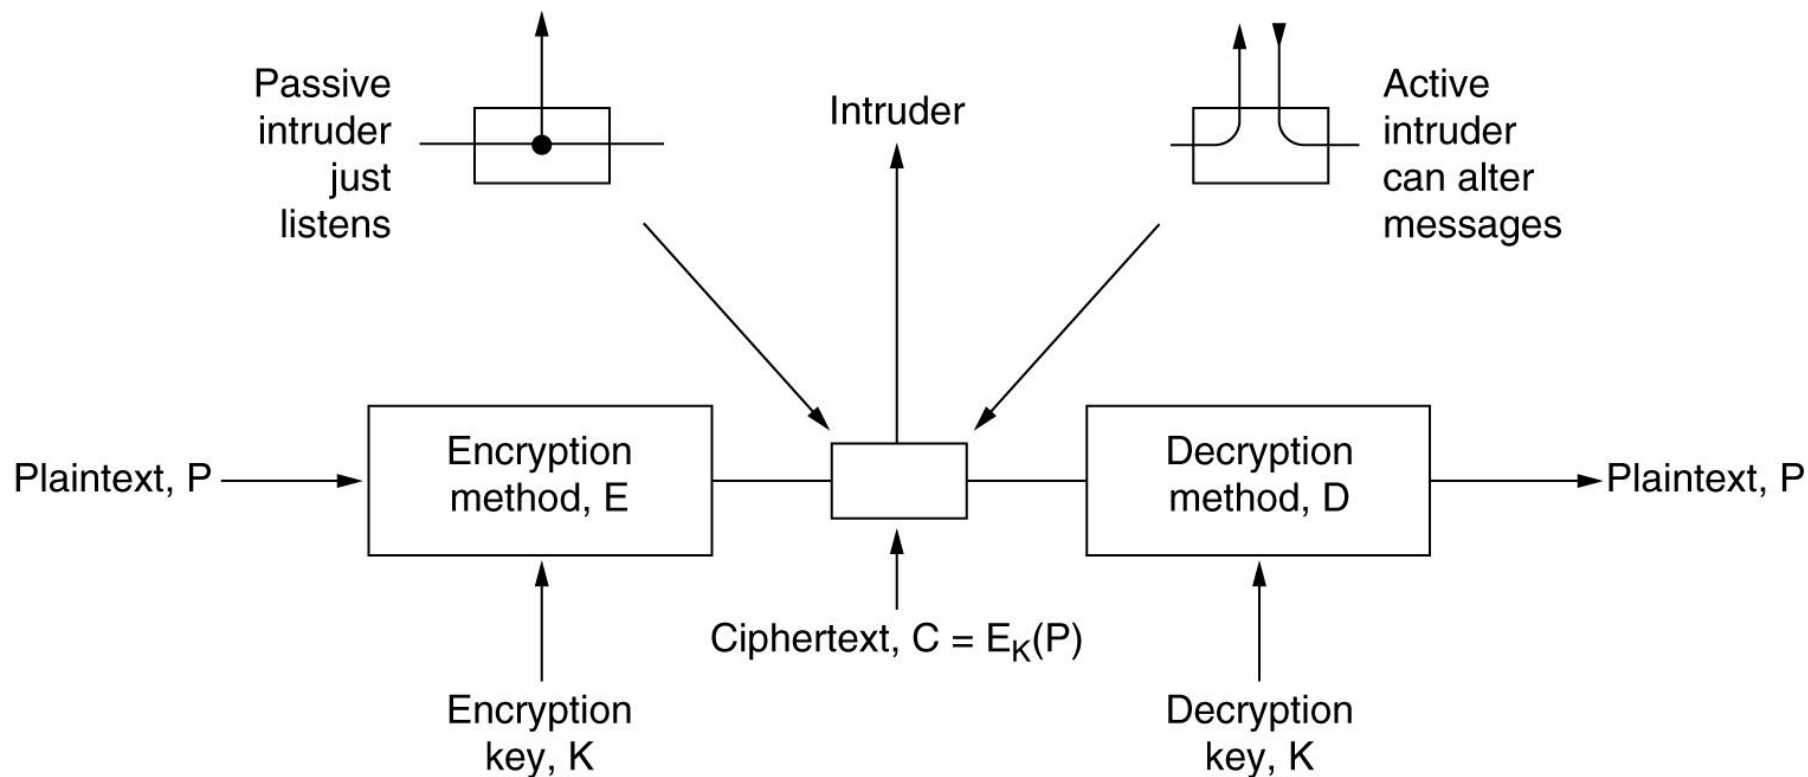 Passive
intruder
just
listens
Intruder
Active
intruder
can alter
messages
Plaintext, P
Encryption
method, E
Decryption
method, D
Plaintext, P
Ciphertext, C = E_K(P)
Encryption
key, K
Decryption
key, K